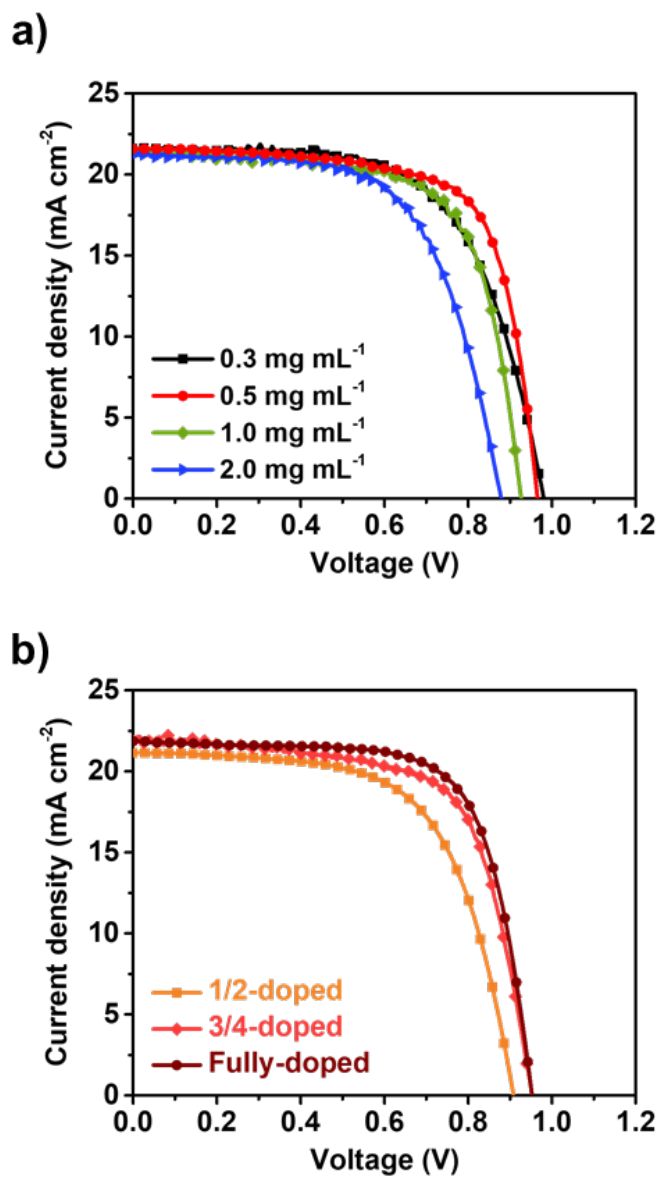 a)
25
20
15
10
5
0
Current density (mA cm⁻²)
0.3 mg mL⁻¹
0.5 mg mL⁻¹
1.0 mg mL⁻¹
2.0 mg mL⁻¹
0.0 0.2 0.4 0.6 0.8 1.0 1.2
Voltage (V)
b)
25
20
15
10
5
0
Current density (mA cm⁻²)
1/2-doped
3/4-doped
Fully-doped
0.0 0.2 0.4 0.6 0.8 1.0 1.2
Voltage (V)